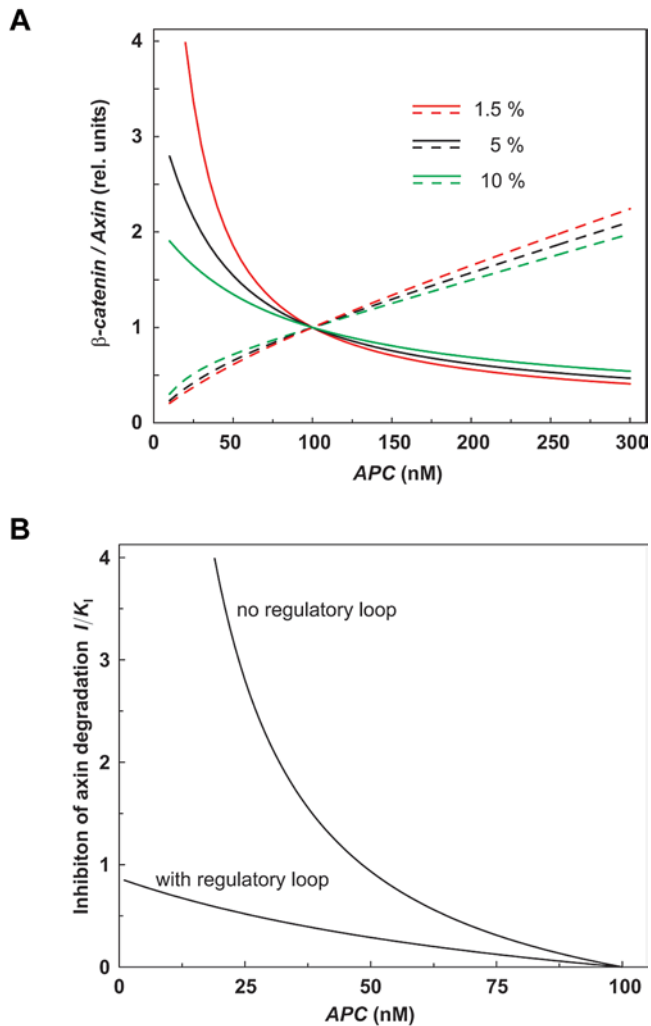 A
4
3
2
1
0
β-catenin / Axin (rel. units)
1.5 %
5 %
10 %
0 50 100 150 200 250 300
APC (nM)
B
4
3
2
1
0
Inhibiton of axin degradation I/KI
no regulatory loop
with regulatory loop
0 25 50 75 100
APC (nM)